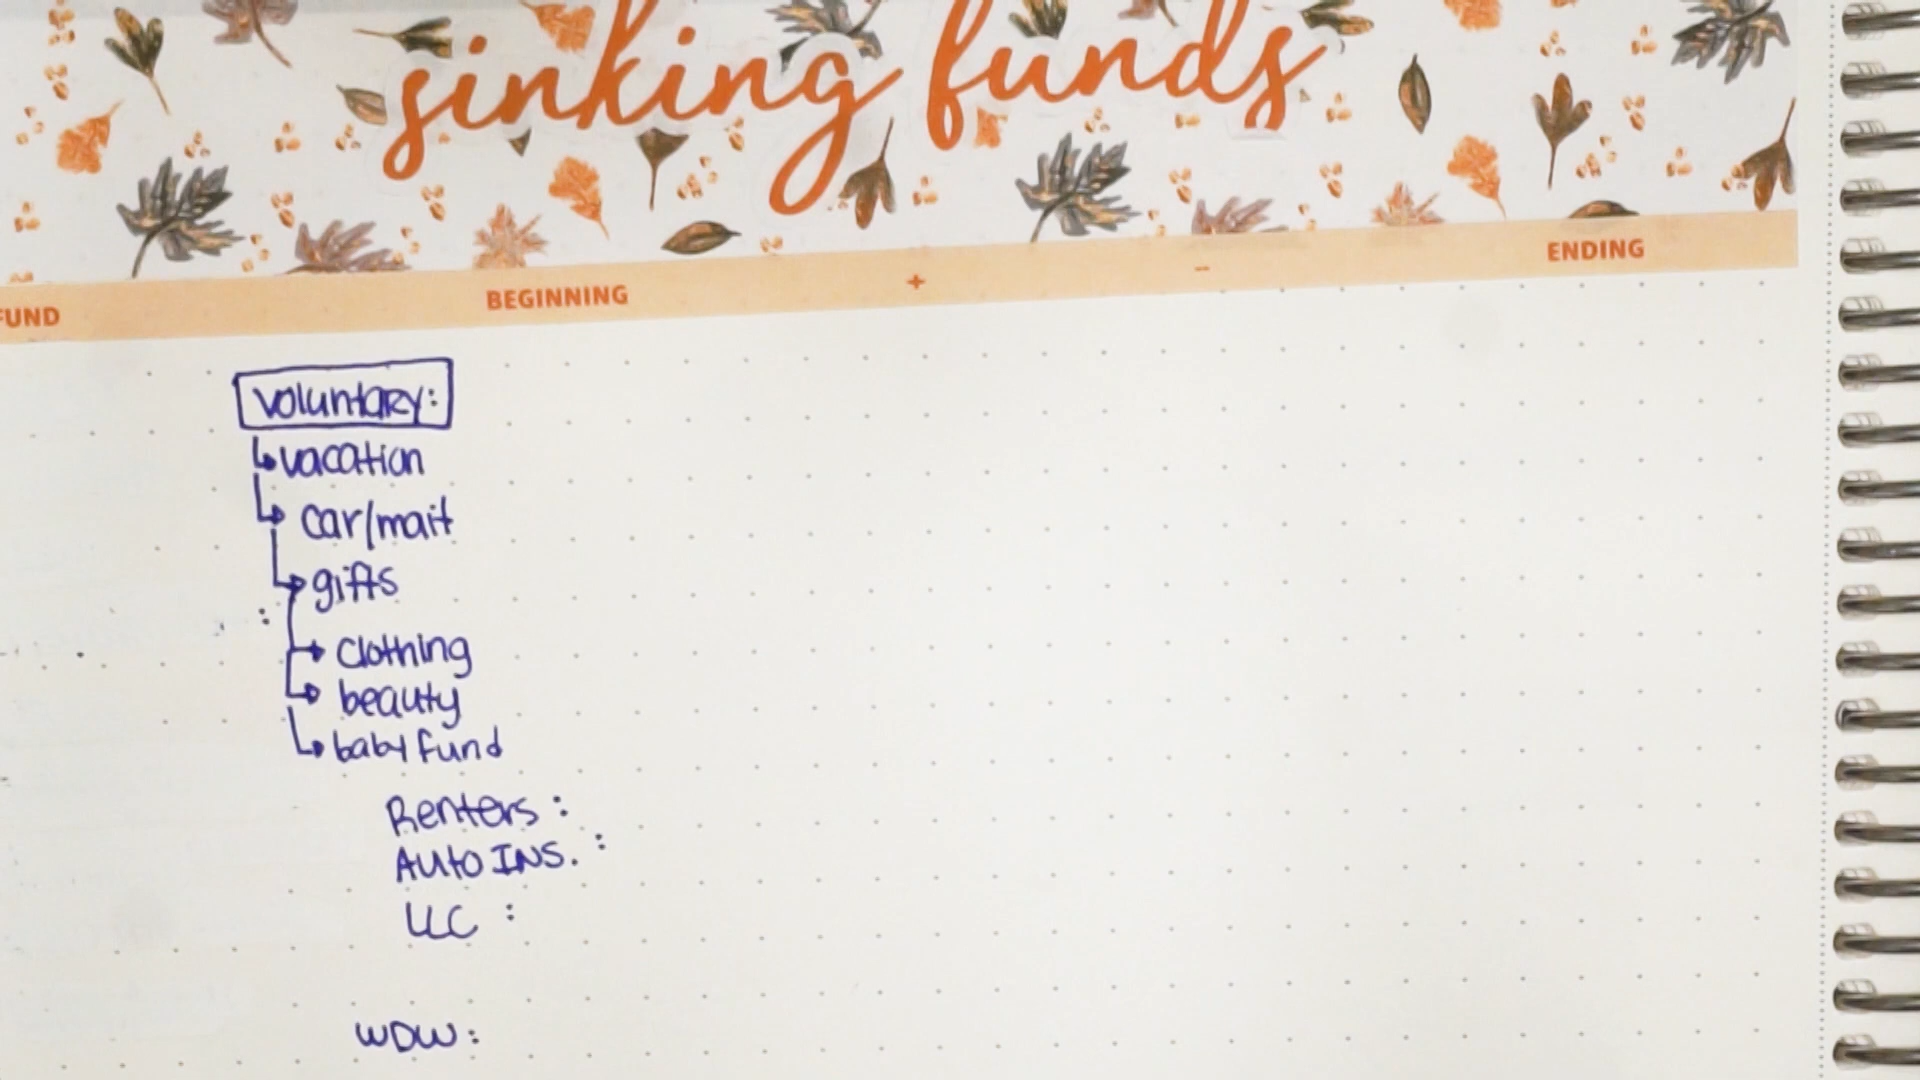 sinking funds
FUND BEGINNING + - ENDING
voluntary:
vacation
car/mait
gifts
:
clothing
beauty
baby fund
Renters :
Auto INS. :
LLC :
WDW: